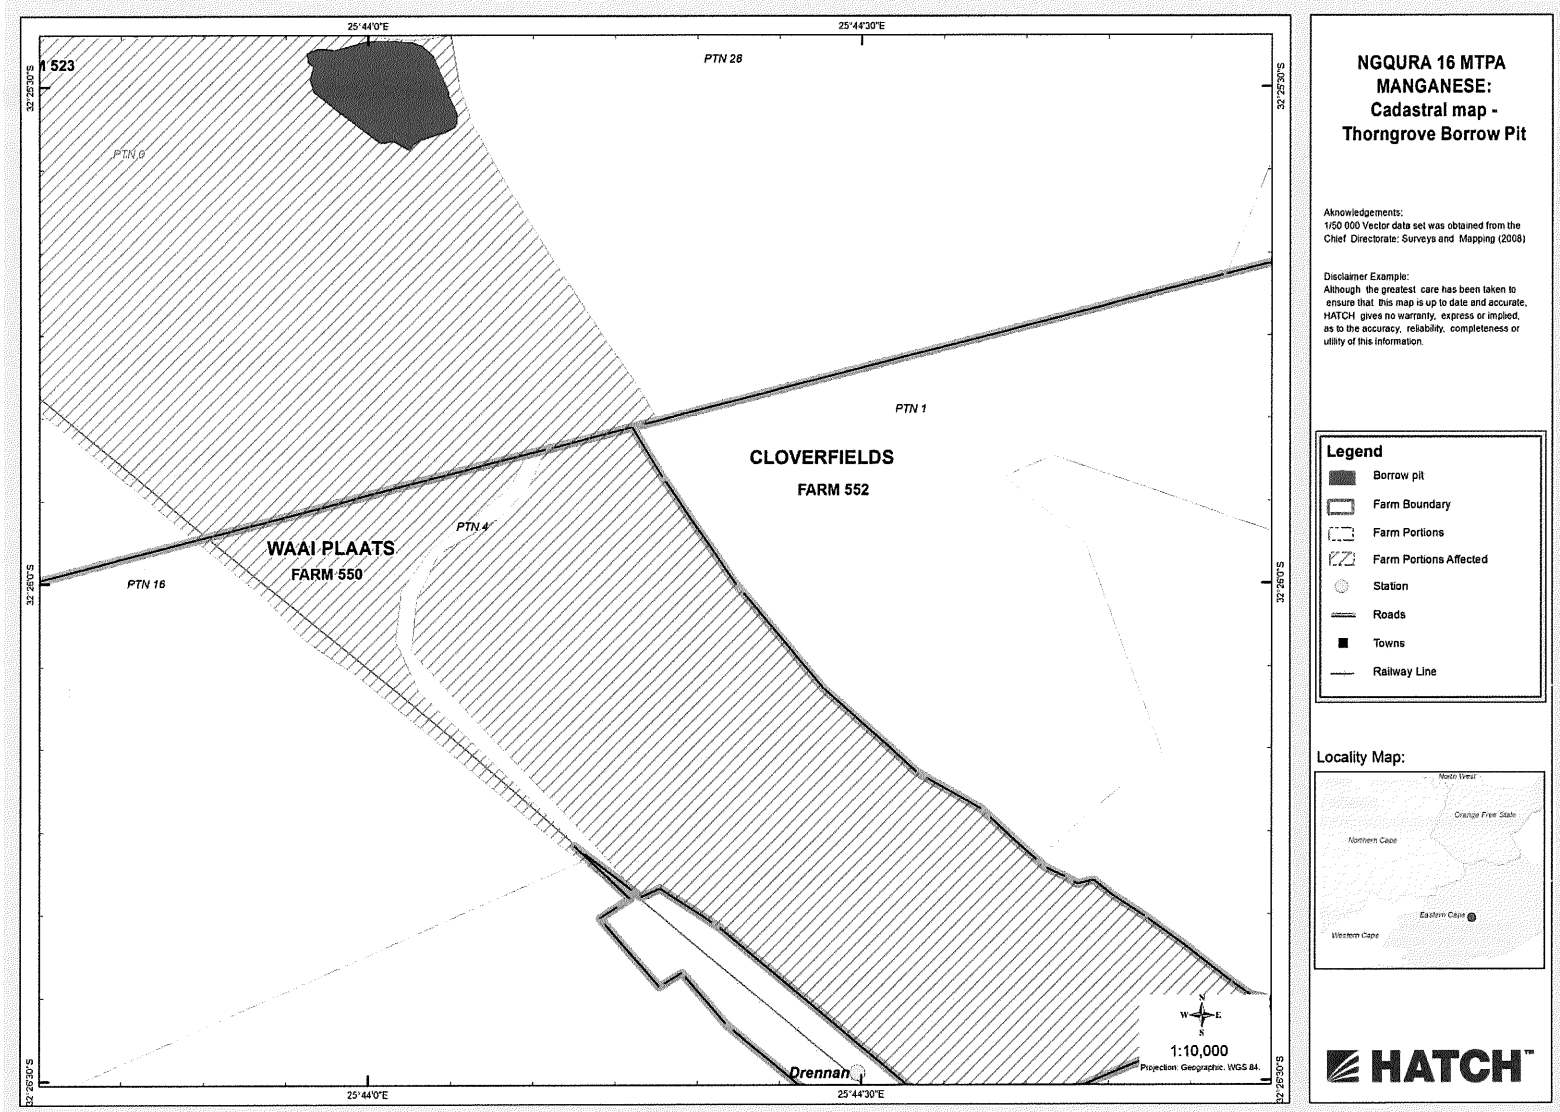 25°44'0"E
25°44'30"E
PTN 28
523
32°25'30"S
32°25'30"S
PTN 0
PTN 1
CLOVERFIELDS
FARM 552
PTN 4
WAAI PLAATS
FARM 550
PTN 16
32°26'0"S
32°26'0"S
N
W E
S
1:10,000
Projection: Geographic. WGS 84.
Drennan
32°26'30"S
32°26'30"S
25°44'0"E
25°44'30"E
NGQURA 16 MTPA
MANGANESE:
Cadastral map -
Thorngrove Borrow Pit
Aknowledgements:
1/50 000 Vector data set was obtained from the
Chief Directorate: Surveys and Mapping (2008)
Disclaimer Example:
Although the greatest care has been taken to
ensure that this map is up to date and accurate,
HATCH gives no warranty, express or implied,
as to the accuracy, reliability, completeness or
utility of this information.
Legend
Borrow pit
Farm Boundary
Farm Portions
Farm Portions Affected
Station
Roads
Towns
Railway Line
Locality Map:
North West
Orange Free State
Northern Cape
Eastern Cape
Western Cape
HATCH™